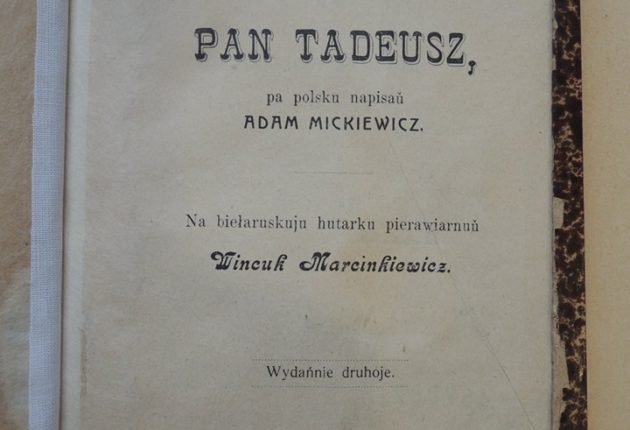 PAN TADEUSZ,
pa polsku napisaŭ
ADAM MICKIEWICZ.
Na biełaruskuju hutarku pierawiarnuŭ
Wincuk Marcinkiewicz.
Wydańnie druhoje.